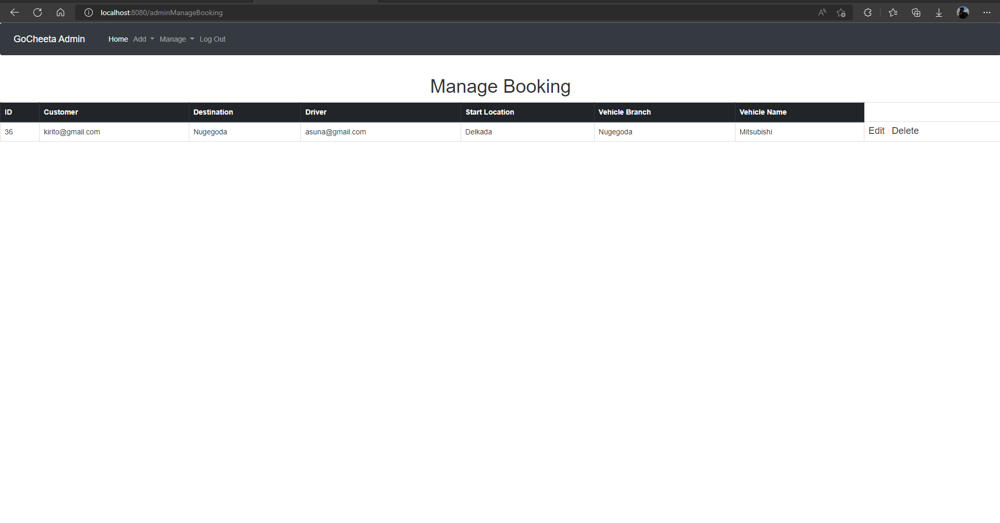 localhost:8080/adminManageBooking
GoCheeta Admin Home Add Manage Log Out
Manage Booking
ID Customer Destination Driver Start Location Vehicle Branch Vehicle Name
36 kirito@gmail.com Nugegoda asuna@gmail.com Delkada Nugegoda Mitsubishi Edit Delete